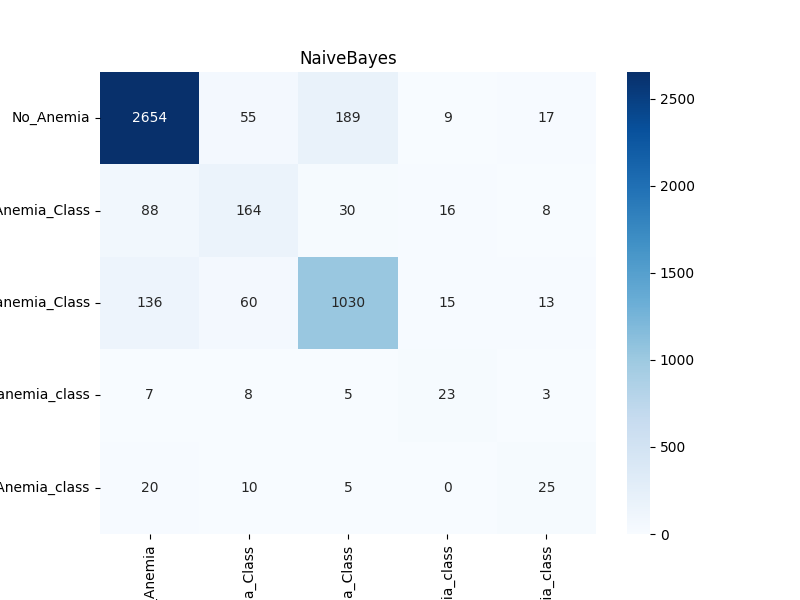 NaiveBayes
No_Anemia 2654 55 189 9 17
Anemia_Class 88 164 30 16 8
anemia_Class 136 60 1030 15 13
anemia_class 7 8 5 23 3
Anemia_class 20 10 5 0 25
2500
2000
1500
1000
500
0
_Anemia
a_Class
a_Class
ia_class
ia_class